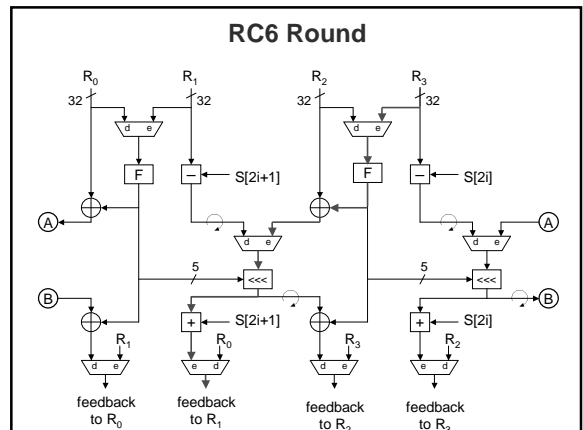 RC6 Round
R0 R1 R2 R3
32 32 32 32
d e d e
F − S[2i+1] F − S[2i]
A A
d e d e
5 <<< 5 <<<
B B
+ S[2i+1] + S[2i]
R1 R0 R3 R2
d e e d d e e d
feedback feedback feedback feedback
to R0 to R1 to R2 to R3